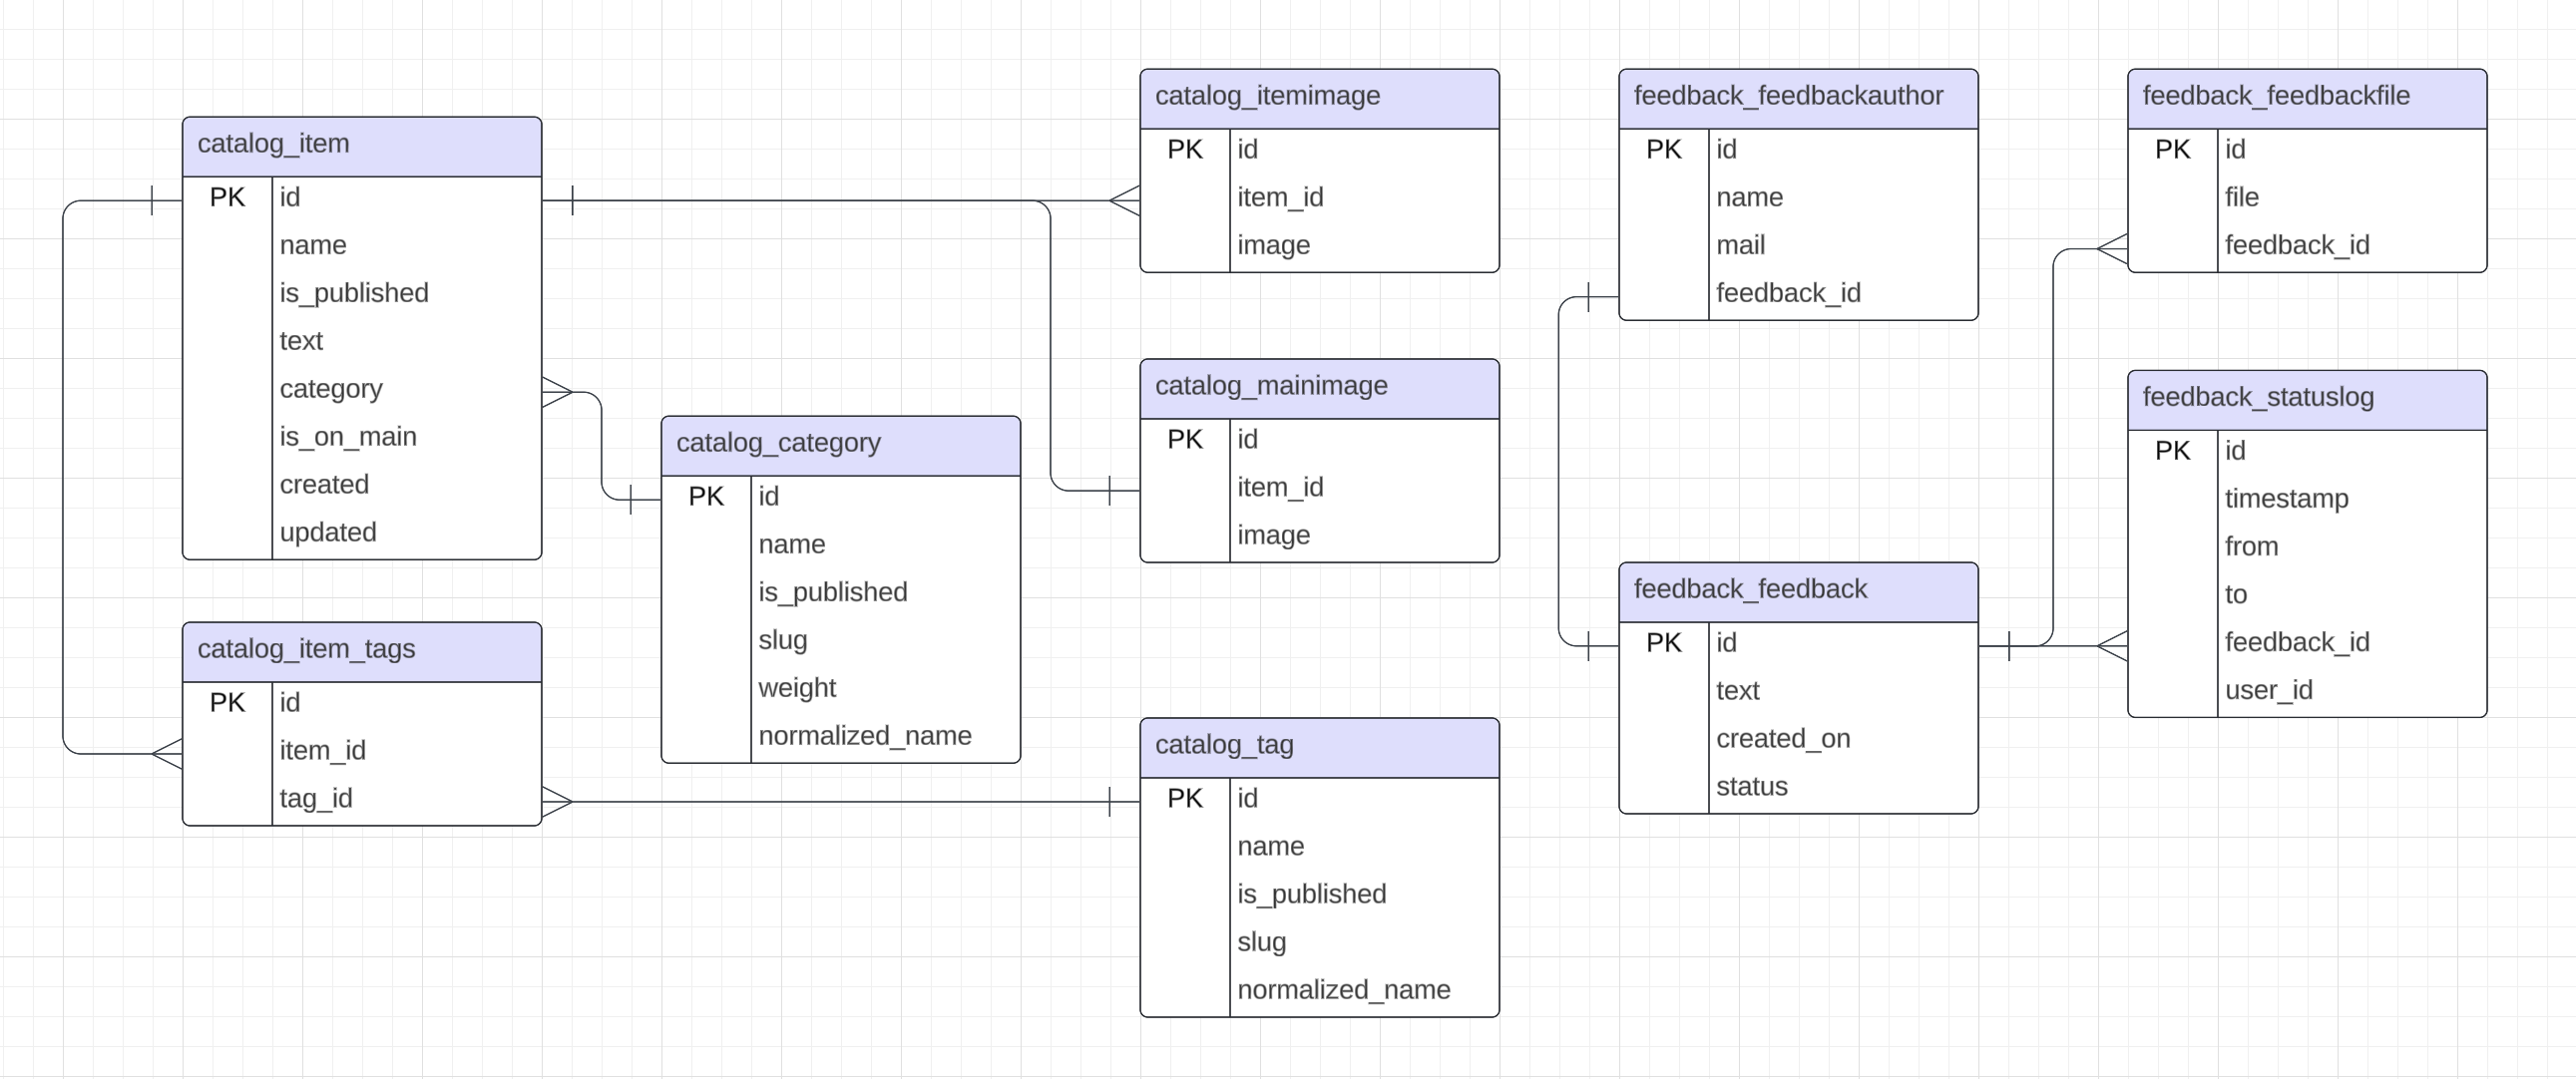 catalog_item
PK id
name
is_published
text
category
is_on_main
created
updated
catalog_item_tags
PK id
item_id
tag_id
catalog_category
PK id
name
is_published
slug
weight
normalized_name
catalog_itemimage
PK id
item_id
image
catalog_mainimage
PK id
item_id
image
catalog_tag
PK id
name
is_published
slug
normalized_name
feedback_feedbackauthor
PK id
name
mail
feedback_id
feedback_feedback
PK id
text
created_on
status
feedback_feedbackfile
PK id
file
feedback_id
feedback_statuslog
PK id
timestamp
from
to
feedback_id
user_id